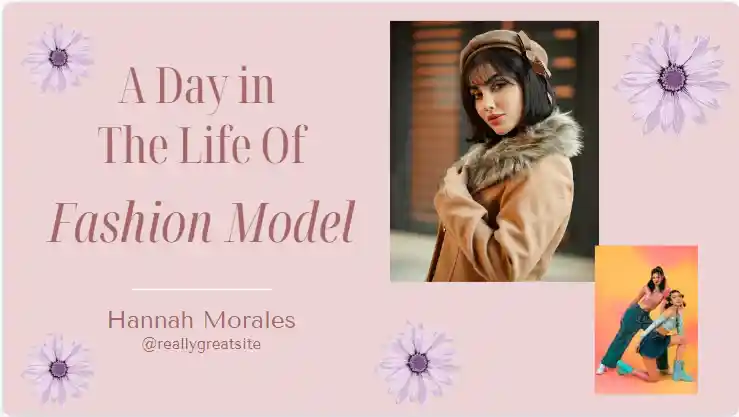 A Day in
The Life Of
Fashion Model
Hannah Morales
@reallygreatsite